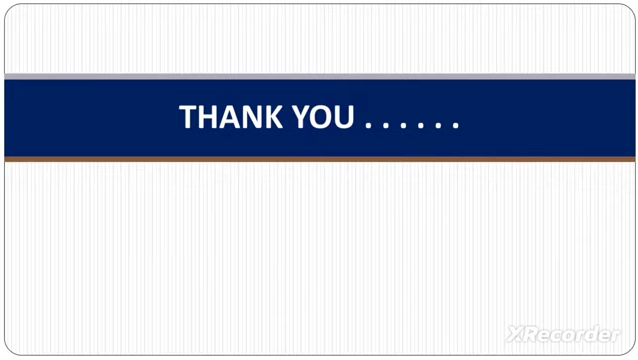 THANK YOU . . . . . .
XRecorder